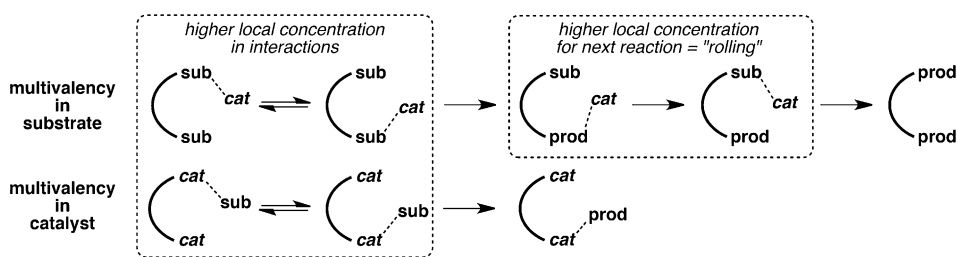 higher local concentration
in interactions
higher local concentration
for next reaction = "rolling"
multivalency
in
substrate
sub
cat
sub
sub
cat
sub
sub
cat
prod
sub
cat
prod
prod
prod
multivalency
in
catalyst
cat
sub
cat
cat
sub
cat
cat
prod
cat